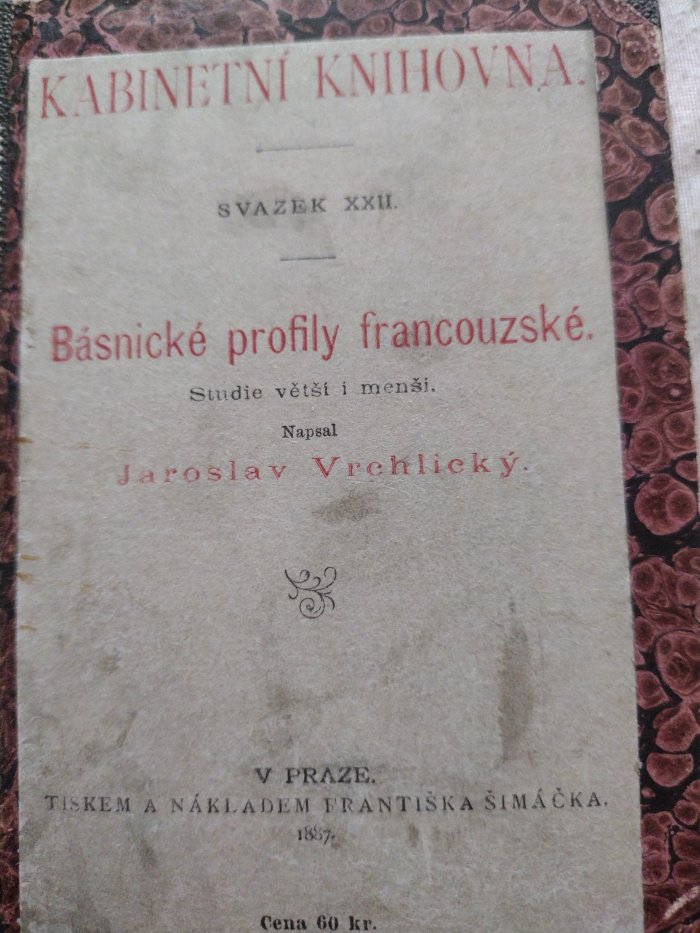 KABINETNÍ KNIHOVNA.
SVAZEK XXII.
Básnické profily francouzské.
Studie větší i menší.
Napsal
Jaroslav Vrchlický.
V PRAZE.
TISKEM A NÁKLADEM FRANTIŠKA ŠIMÁČKA.
1887.
Cena 60 kr.